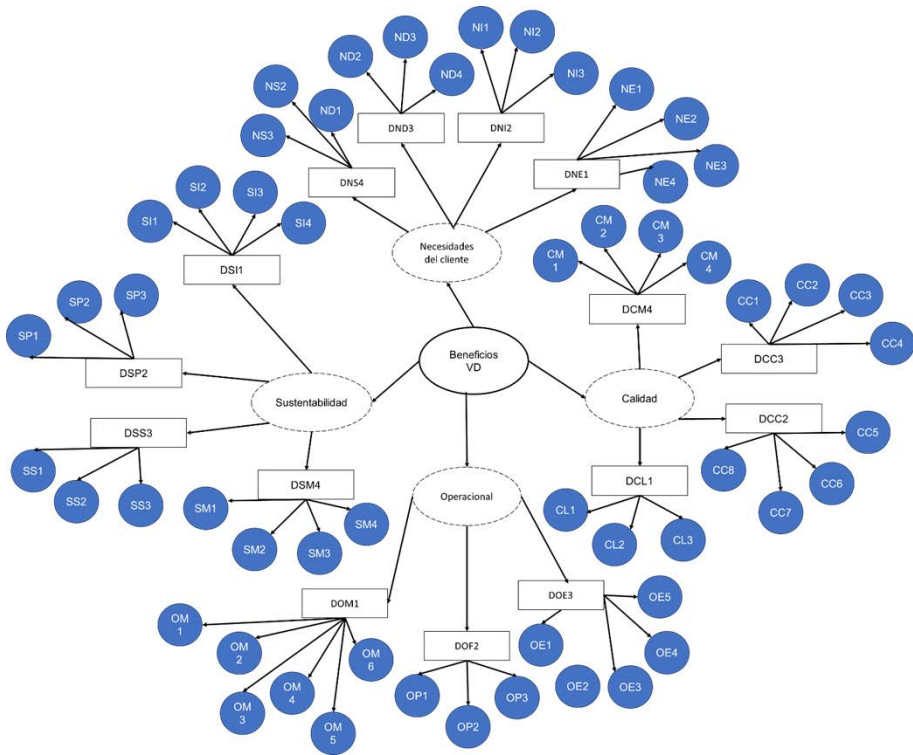 ND3
NI1
NI2
ND2
NI3
ND4
NS2
NE1
ND1
NE2
NS3
DND3
DNI2
NE3
DNS4
DNE1
NE4
SI2
SI3
SI1
SI4
CM
2
CM
3
CM
1
CM
4
Necesidades
del cliente
DSI1
SP3
SP2
SP1
CC2
CC1
CC3
DCM4
CC4
DSP2
Beneficios
VD
DCC3
Sustentabilidad
Calidad
DSS3
DCC2
CC5
SS1
CC8
SS2
SS3
CC6
CC7
DSM4
DCL1
Operacional
SM1
SM4
SM2
SM3
CL1
CL2
CL3
DOM1
DOE3
OE5
OM
1
OM
2
OM
6
OE1
OE4
DOF2
OM
3
OM
4
OM
5
OP1
OP2
OP3
OE2
OE3